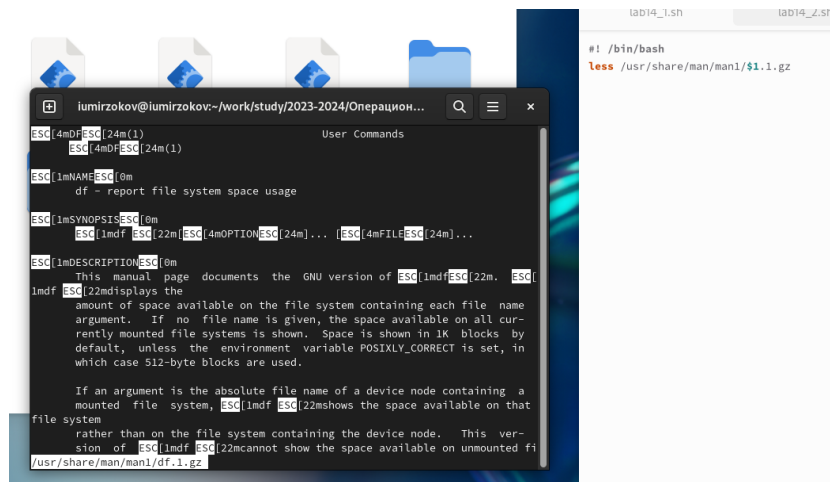 lab14_1.sh
lab14_2.sh
#! /bin/bash
less /usr/share/man/man1/$1.1.gz
iumirzokov@iumirzokov:~/work/study/2023-2024/Операцион...
ESC[4mDFESC[24m(1) User Commands
ESC[4mDFESC[24m(1)
ESC[1mNAMEESC[0m
df - report file system space usage
ESC[1mSYNOPSISESC[0m
ESC[1mdf ESC[22m[ESC[4mOPTIONESC[24m]... [ESC[4mFILEESC[24m]...
ESC[1mDESCRIPTIONESC[0m
This manual page documents the GNU version of ESC[1mdfESC[22m. ESC[
1mdf ESC[22mdisplays the
amount of space available on the file system containing each file name
argument. If no file name is given, the space available on all cur-
rently mounted file systems is shown. Space is shown in 1K blocks by
default, unless the environment variable POSIXLY_CORRECT is set, in
which case 512-byte blocks are used.
If an argument is the absolute file name of a device node containing a
mounted file system, ESC[1mdf ESC[22mshows the space available on that
file system
rather than on the file system containing the device node. This ver-
sion of ESC[1mdf ESC[22mcannot show the space available on unmounted fi
/usr/share/man/man1/df.1.gz